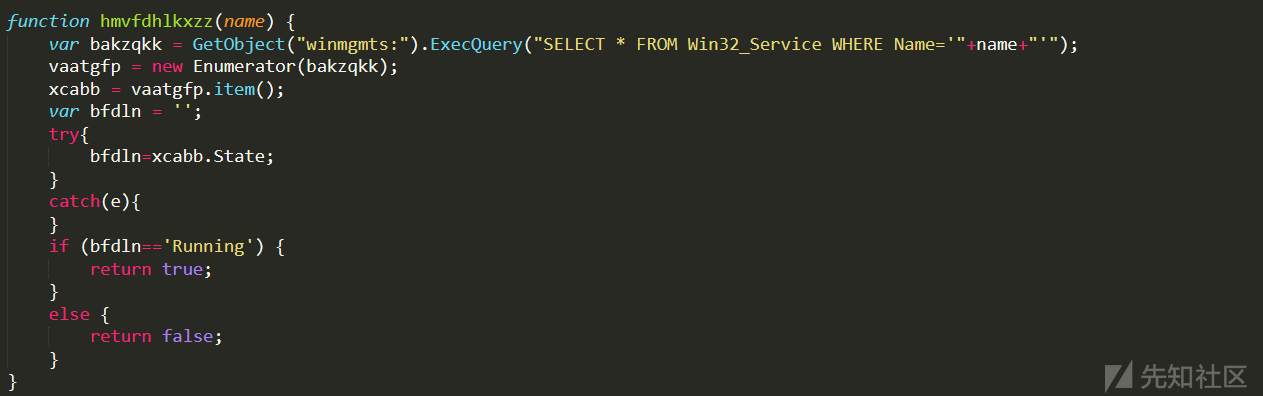 function hmvfdhlkxzz(name) {
    var bakzqkk = GetObject("winmgmts:").ExecQuery("SELECT * FROM Win32_Service WHERE Name='"+name+"'");
    vaatgfp = new Enumerator(bakzqkk);
    xcabb = vaatgfp.item();
    var bfdln = '';
    try{
        bfdln=xcabb.State;
    }
    catch(e){
    }
    if (bfdln=='Running') {
        return true;
    }
    else {
        return false;
    }
}
先知社区